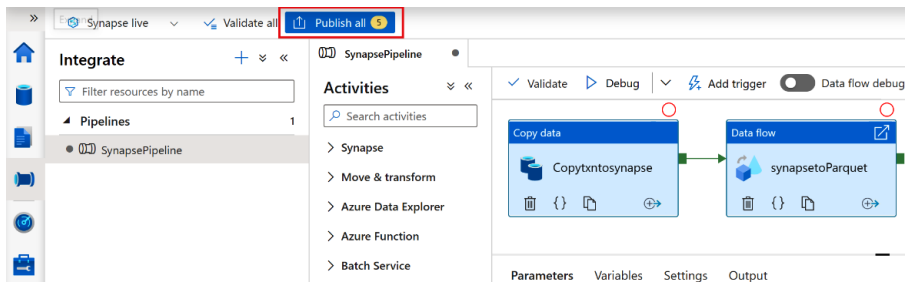 » Synapse live Validate all Publish all 5
Integrate + « SynapsePipeline
Activities «
Validate Debug Add trigger Data flow debug
Filter resources by name
Search activities
Pipelines 1
SynapsePipeline
Synapse
Move & transform
Azure Data Explorer
Azure Function
Batch Service
Copy data
Copytxntosynapse
{}
Data flow
synapsetoParquet
{}
Parameters Variables Settings Output